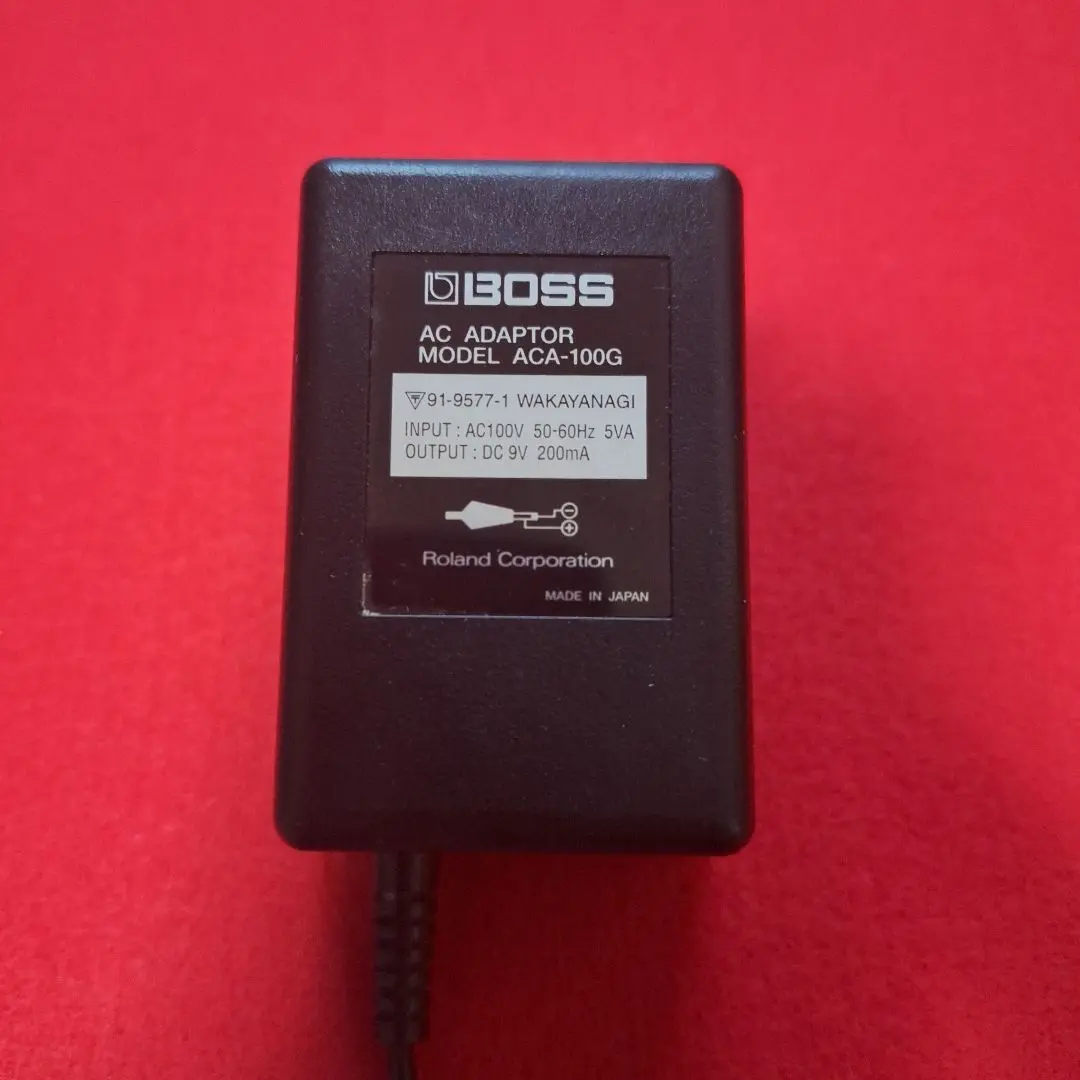 BOSS
AC ADAPTOR
MODEL ACA-100G
〒91-9577-1 WAKAYANAGI
INPUT : AC100V 50-60Hz 5VA
OUTPUT : DC 9V 200mA
Roland Corporation
MADE IN JAPAN